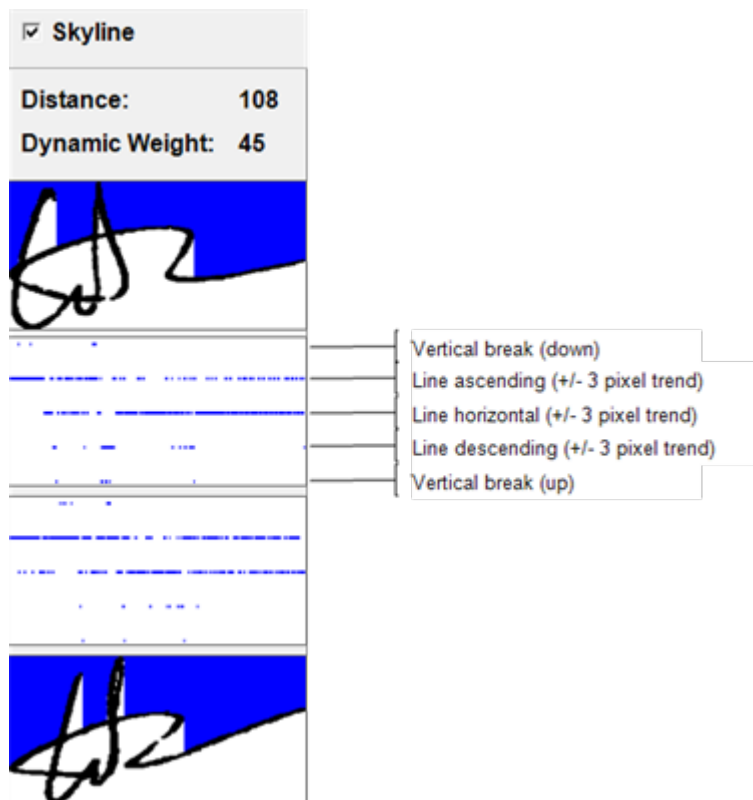 Skyline
Distance: 108
Dynamic Weight: 45
Vertical break (down)
Line ascending (+/- 3 pixel trend)
Line horizontal (+/- 3 pixel trend)
Line descending (+/- 3 pixel trend)
Vertical break (up)